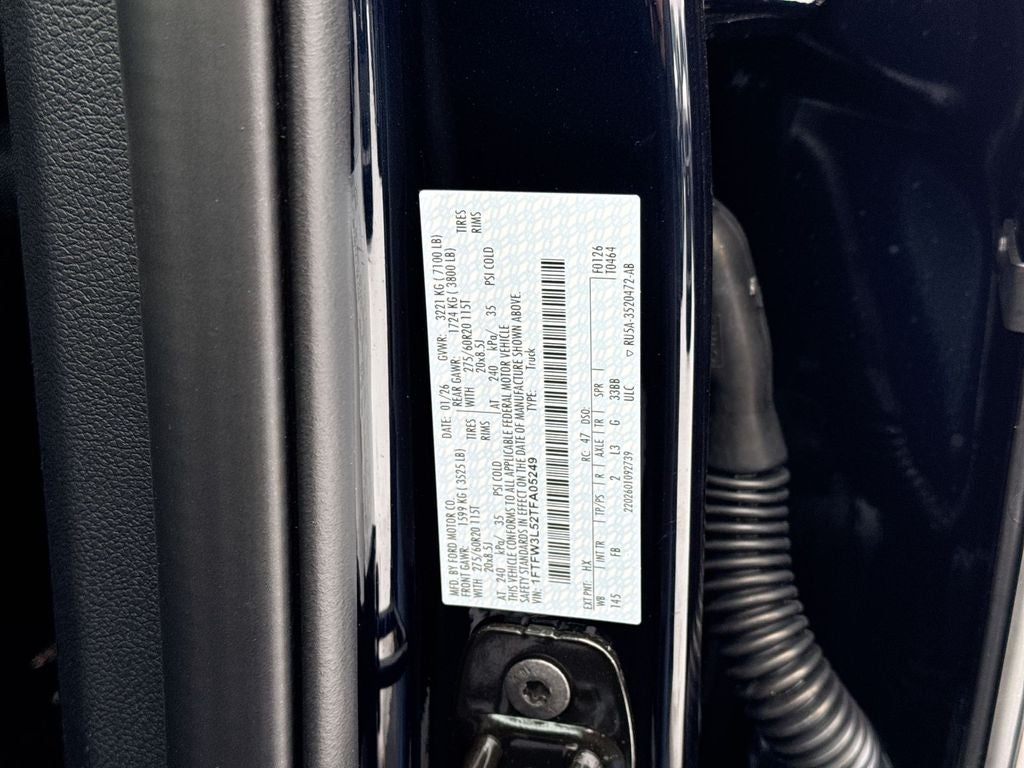 MFD. BY FORD MOTOR CO. DATE: 01/26 GVWR: 3221 KG ( 7100 LB)
FRONT GAWR: 1599 KG ( 3525 LB) REAR GAWR: 1724 KG ( 3800 LB)
WITH 275/60R20 115T TIRES WITH 275/60R20 115T TIRES
20x8.5J RIMS 20x8.5J RIMS
AT 240 kPa/ 35 PSI COLD AT 240 kPa/ 35 PSI COLD
THIS VEHICLE CONFORMS TO ALL APPLICABLE FEDERAL MOTOR VEHICLE
SAFETY STANDARDS IN EFFECT ON THE DATE OF MANUFACTURE SHOWN ABOVE.
VIN: 1FTFW3L52TFA05249 TYPE: Truck
EXT PNT: HX RC: 47 DSO: F0126
WB INT TR TP/PS R AXLE TR SPR T0464
145 FB 2 L3 G 33BB
2202601092739 ULC ▽ RU5A-3520472-AB